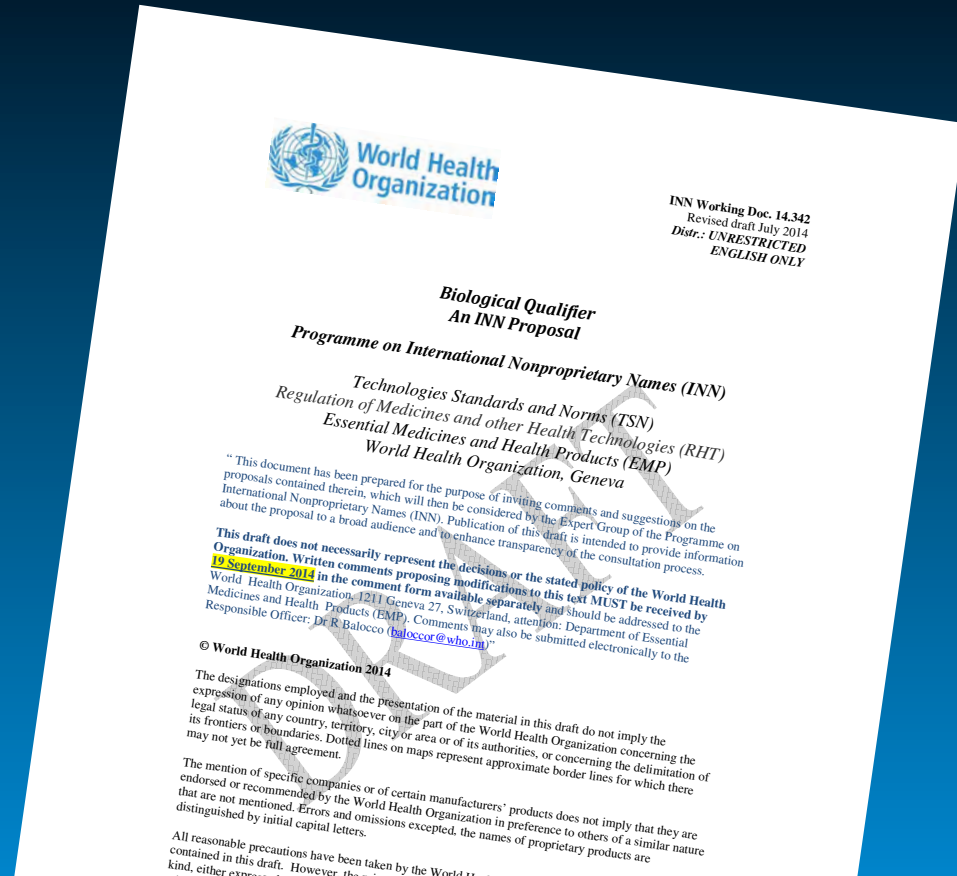 World Health
Organization
INN Working Doc. 14.342
Revised draft July 2014
Distr.: UNRESTRICTED
ENGLISH ONLY
Biological Qualifier
An INN Proposal
Programme on International Nonproprietary Names (INN)
Technologies Standards and Norms (TSN)
Regulation of Medicines and other Health Technologies (RHT)
Essential Medicines and Health Products (EMP)
World Health Organization, Geneva
“ This document has been prepared for the purpose of inviting comments and suggestions on the
proposals contained therein, which will then be considered by the Expert Group of the Programme on
International Nonproprietary Names (INN). Publication of this draft is intended to provide information
about the proposal to a broad audience and to enhance transparency of the consultation process.
This draft does not necessarily represent the decisions or the stated policy of the World Health
Organization. Written comments proposing modifications to this text MUST be received by
19 September 2014 in the comment form available separately and should be addressed to the
World Health Organization, 1211 Geneva 27, Switzerland, attention: Department of Essential
Medicines and Health Products (EMP). Comments may also be submitted electronically to the
Responsible Officer: Dr R Balocco (baloccor@who.int)”
© World Health Organization 2014
The designations employed and the presentation of the material in this draft do not imply the
expression of any opinion whatsoever on the part of the World Health Organization concerning the
legal status of any country, territory, city or area or of its authorities, or concerning the delimitation of
its frontiers or boundaries. Dotted lines on maps represent approximate border lines for which there
may not yet be full agreement.
The mention of specific companies or of certain manufacturers’ products does not imply that they are
endorsed or recommended by the World Health Organization in preference to others of a similar nature
that are not mentioned. Errors and omissions excepted, the names of proprietary products are
distinguished by initial capital letters.
All reasonable precautions have been taken by the World
contained in this draft. However, the
kind, either
DRAFT